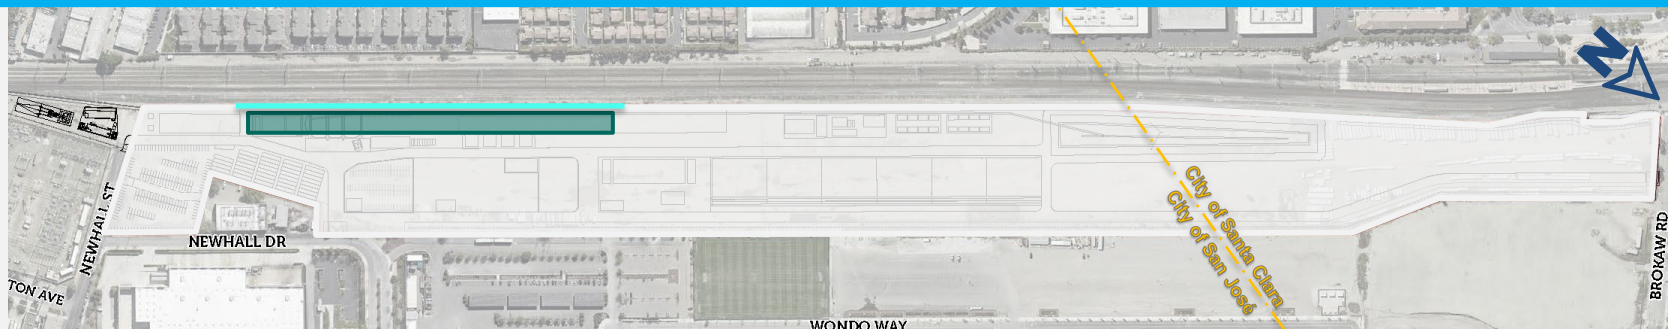 N
City of Santa Clara
City of San José
NEWHALL ST
NEWHALL DR
TON AVE
WONDO WAY
BROKAW RD